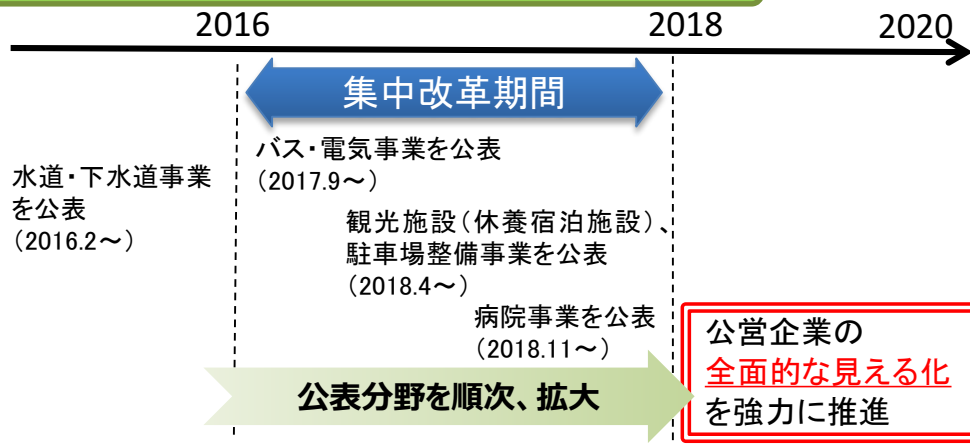 2016
2018
2020
集中改革期間
水道・下水道事業
を公表
(2016.2～)
バス・電気事業を公表
(2017.9～)
観光施設(休養宿泊施設)、
駐車場整備事業を公表
(2018.4～)
病院事業を公表
(2018.11～)
公表分野を順次、拡大
公営企業の
全面的な見える化
を強力に推進